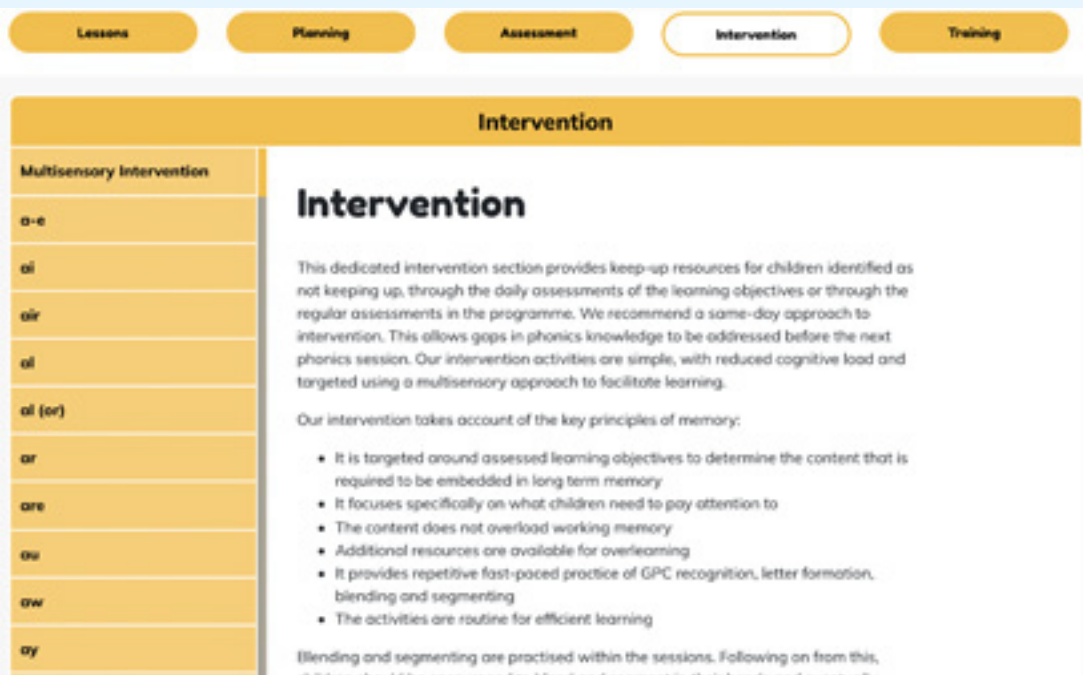 Lessons
Planning
Assessment
Intervention
Training
Intervention
Multisensory Intervention
a-e
ai
air
al
al (or)
ar
are
au
aw
ay
Intervention
This dedicated intervention section provides keep-up resources for children identified as
not keeping up, through the daily assessments of the learning objectives or through the
regular assessments in the programme. We recommend a same-day approach to
intervention. This allows gaps in phonics knowledge to be addressed before the next
phonics session. Our intervention activities are simple, with reduced cognitive load and
targeted using a multisensory approach to facilitate learning.
Our intervention takes account of the key principles of memory:
• It is targeted around assessed learning objectives to determine the content that is
required to be embedded in long term memory
• It focuses specifically on what children need to pay attention to
• The content does not overload working memory
• Additional resources are available for overlearning
• It provides repetitive fast-paced practice of GPC recognition, letter formation,
blending and segmenting
• The activities are routine for efficient learning
Blending and segmenting are practised within the sessions. Following on from this,